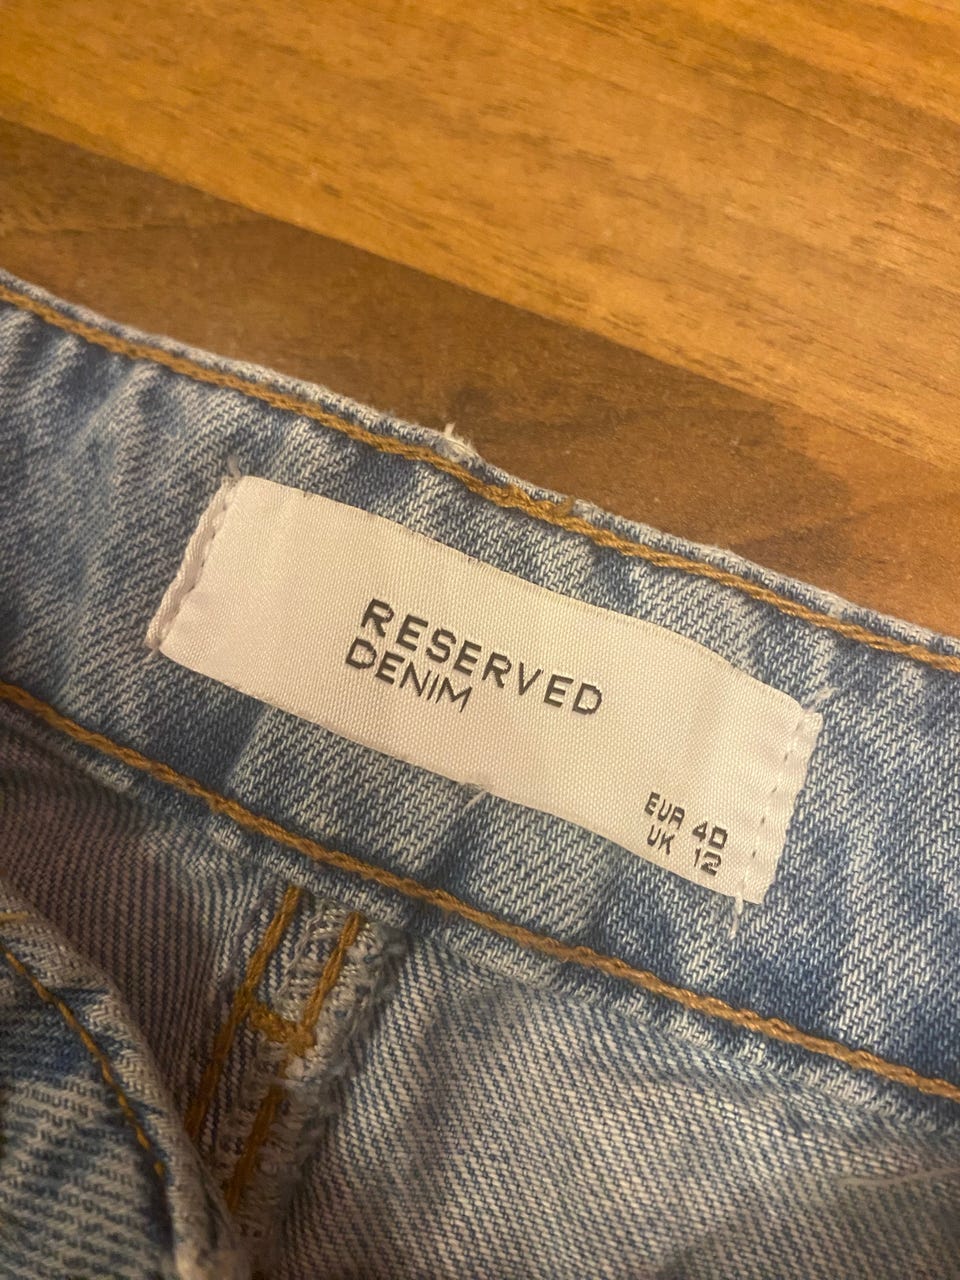 RESERVED
DENIM
EUR 40
UK 12